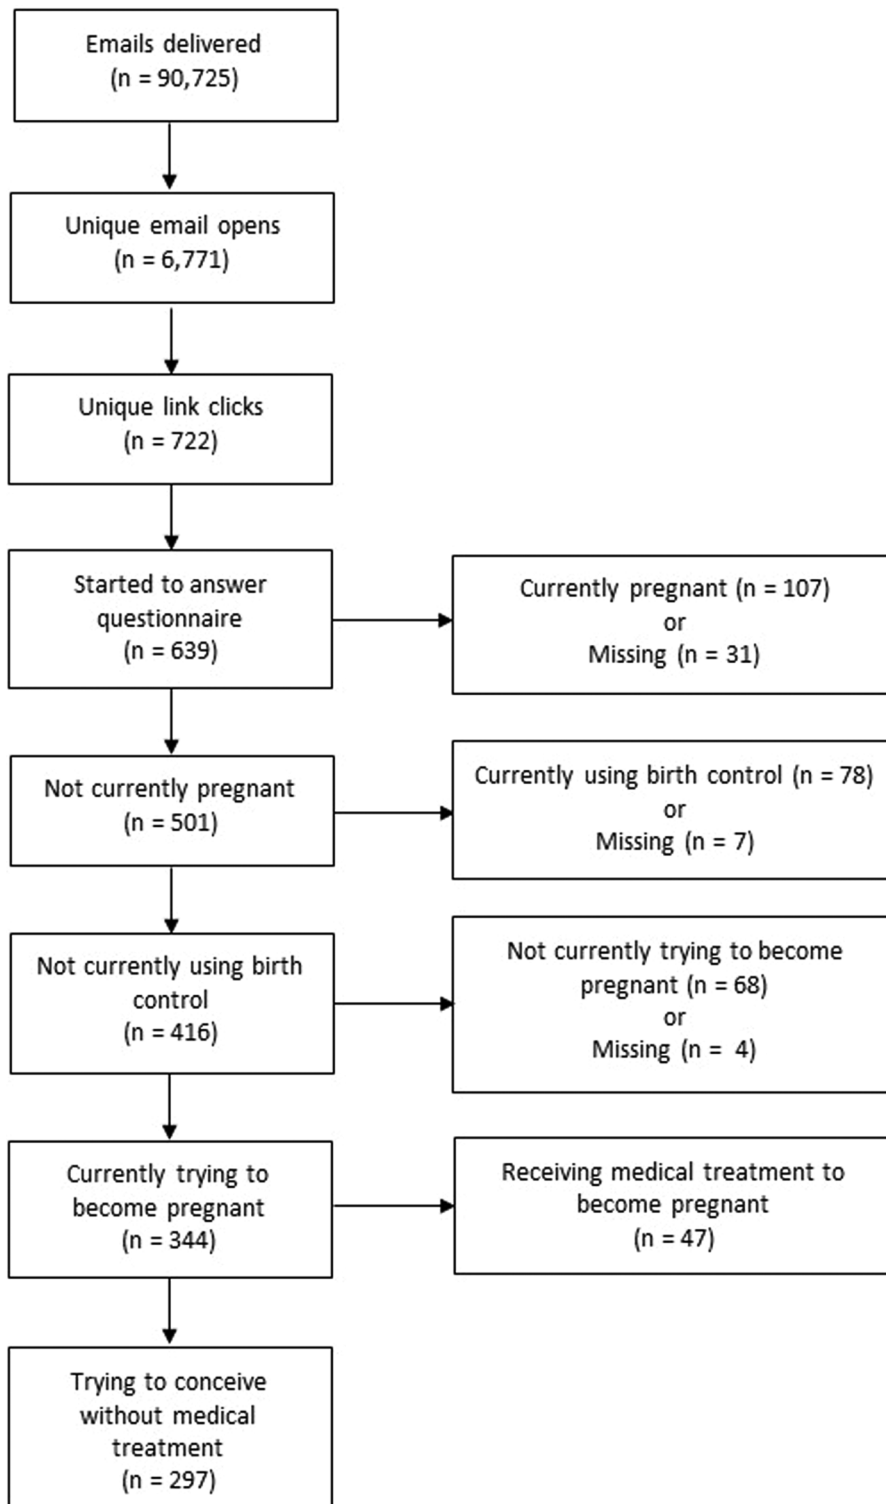 Emails delivered
(n = 90,725)
Unique email opens
(n = 6,771)
Unique link clicks
(n = 722)
Started to answer
questionnaire
(n = 639)
Currently pregnant (n = 107)
or
Missing (n = 31)
Not currently pregnant
(n = 501)
Currently using birth control (n = 78)
or
Missing (n = 7)
Not currently using birth
control
(n = 416)
Not currently trying to become
pregnant (n = 68)
or
Missing (n =  4)
Currently trying to
become pregnant
(n = 344)
Receiving medical treatment to
become pregnant
(n = 47)
Trying to conceive
without medical
treatment
(n = 297)